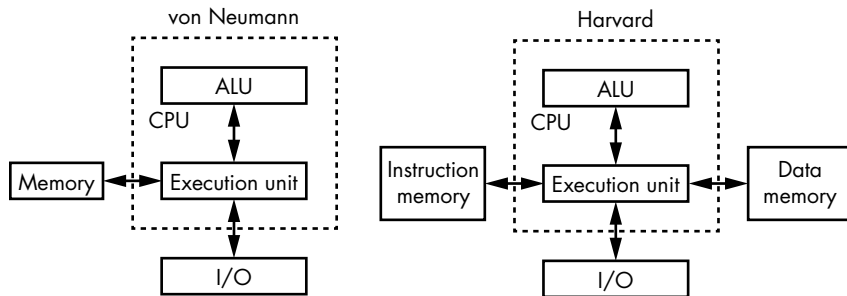 von Neumann
ALU
CPU
Memory
Execution unit
I/O
Harvard
ALU
CPU
Instruction
memory
Execution unit
Data
memory
I/O